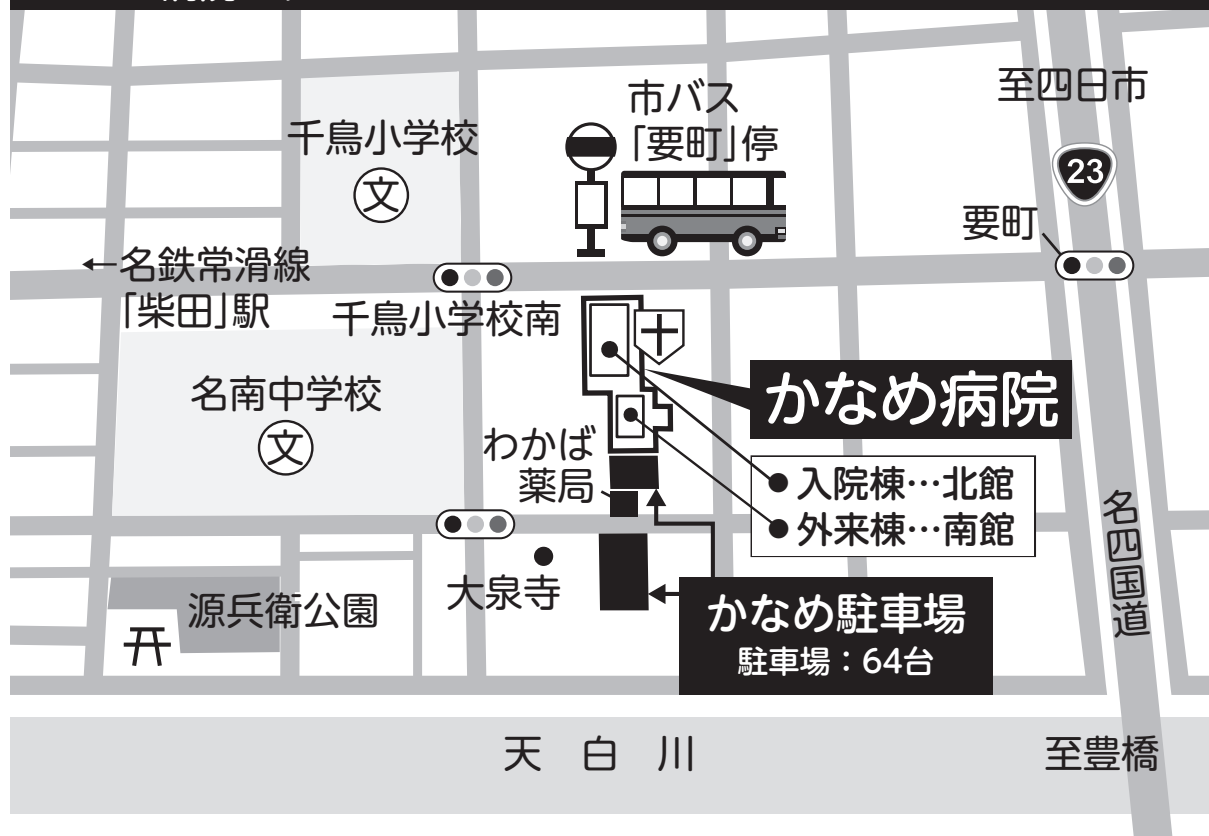 至四日市
市バス
「要町」停
千鳥小学校
文
23
要町
←名鉄常滑線
「柴田」駅
千鳥小学校南
名南中学校
文
かなめ病院
わかば
薬局
●入院棟…北館
●外来棟…南館
名四国道
大泉寺
源兵衛公園
かなめ駐車場
駐車場：64台
天白川
至豊橋